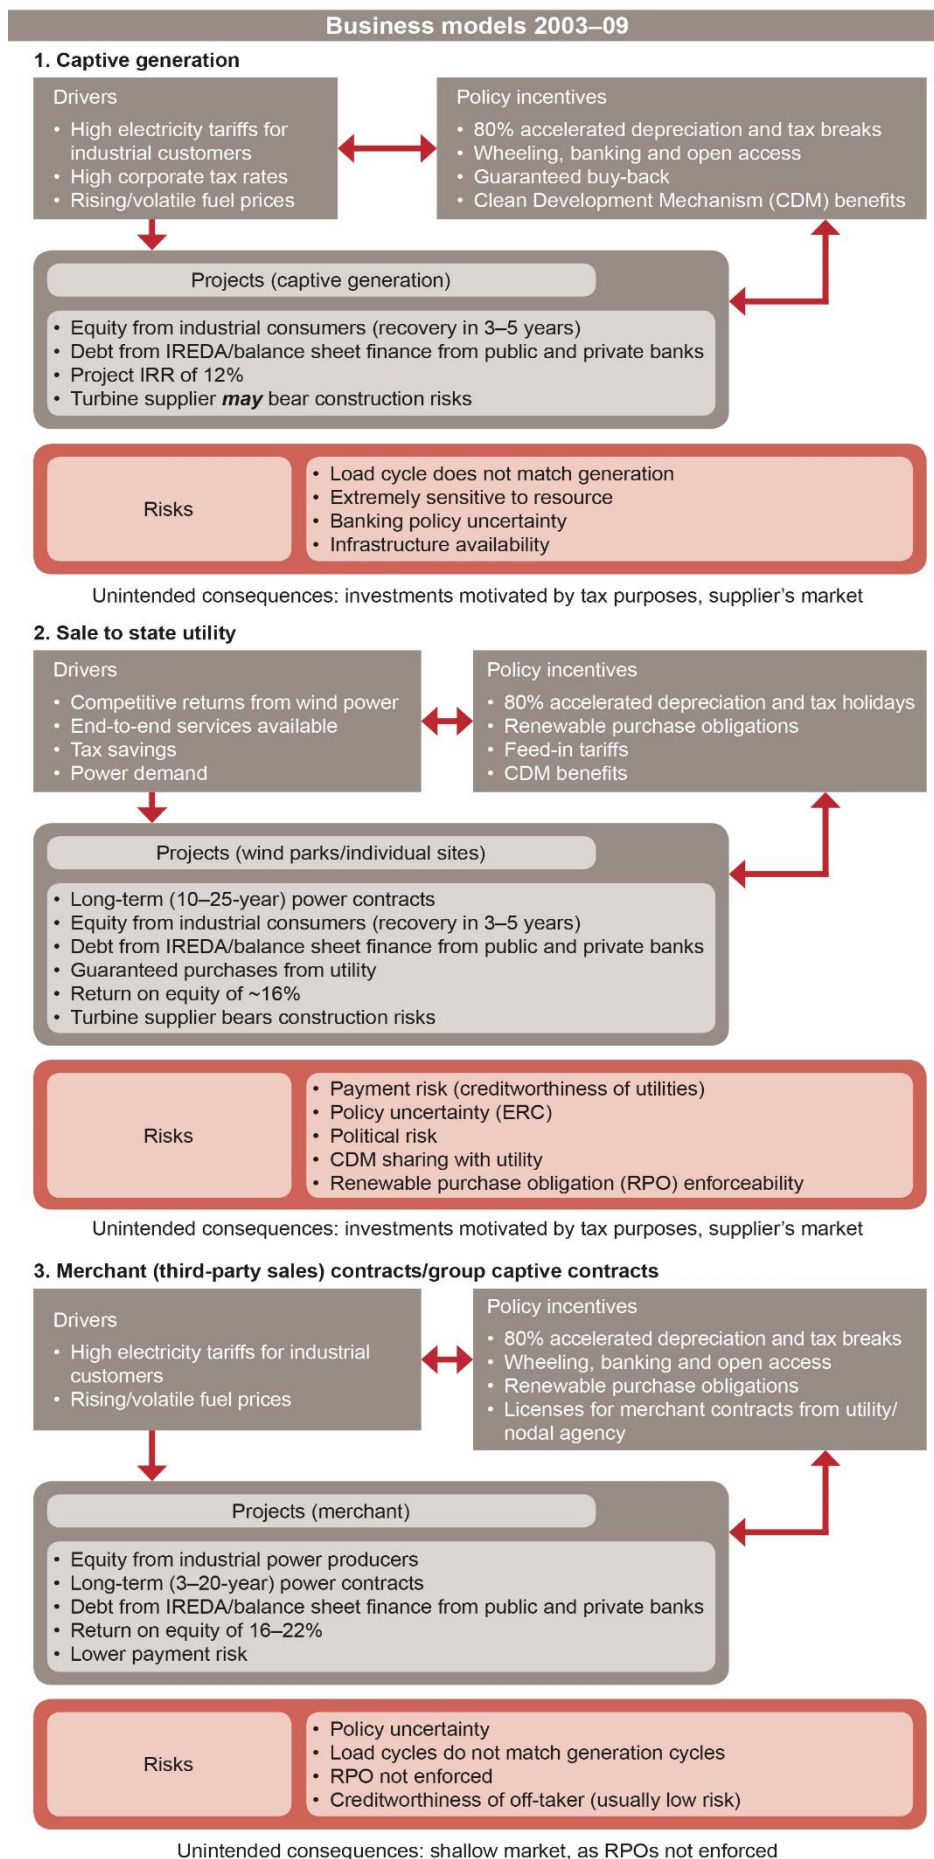 Business models 2003–09
1. Captive generation
Drivers
• High electricity tariffs for
industrial customers
• High corporate tax rates
• Rising/volatile fuel prices
Policy incentives
• 80% accelerated depreciation and tax breaks
• Wheeling, banking and open access
• Guaranteed buy-back
• Clean Development Mechanism (CDM) benefits
Projects (captive generation)
• Equity from industrial consumers (recovery in 3–5 years)
• Debt from IREDA/balance sheet finance from public and private banks
• Project IRR of 12%
• Turbine supplier may bear construction risks
Risks
• Load cycle does not match generation
• Extremely sensitive to resource
• Banking policy uncertainty
• Infrastructure availability
Unintended consequences: investments motivated by tax purposes, supplier’s market
2. Sale to state utility
Drivers
• Competitive returns from wind power
• End-to-end services available
• Tax savings
• Power demand
Policy incentives
• 80% accelerated depreciation and tax holidays
• Renewable purchase obligations
• Feed-in tariffs
• CDM benefits
Projects (wind parks/individual sites)
• Long-term (10–25-year) power contracts
• Equity from industrial consumers (recovery in 3–5 years)
• Debt from IREDA/balance sheet finance from public and private banks
• Guaranteed purchases from utility
• Return on equity of ~16%
• Turbine supplier bears construction risks
Risks
• Payment risk (creditworthiness of utilities)
• Policy uncertainty (ERC)
• Political risk
• CDM sharing with utility
• Renewable purchase obligation (RPO) enforceability
Unintended consequences: investments motivated by tax purposes, supplier’s market
3. Merchant (third-party sales) contracts/group captive contracts
Drivers
• High electricity tariffs for industrial
customers
• Rising/volatile fuel prices
Policy incentives
• 80% accelerated depreciation and tax breaks
• Wheeling, banking and open access
• Renewable purchase obligations
• Licenses for merchant contracts from utility/
nodal agency
Projects (merchant)
• Equity from industrial power producers
• Long-term (3–20-year) power contracts
• Debt from IREDA/balance sheet finance from public and private banks
• Return on equity of 16–22%
• Lower payment risk
Risks
• Policy uncertainty
• Load cycles do not match generation cycles
• RPO not enforced
• Creditworthiness of off-taker (usually low risk)
Unintended consequences: shallow market, as RPOs not enforced